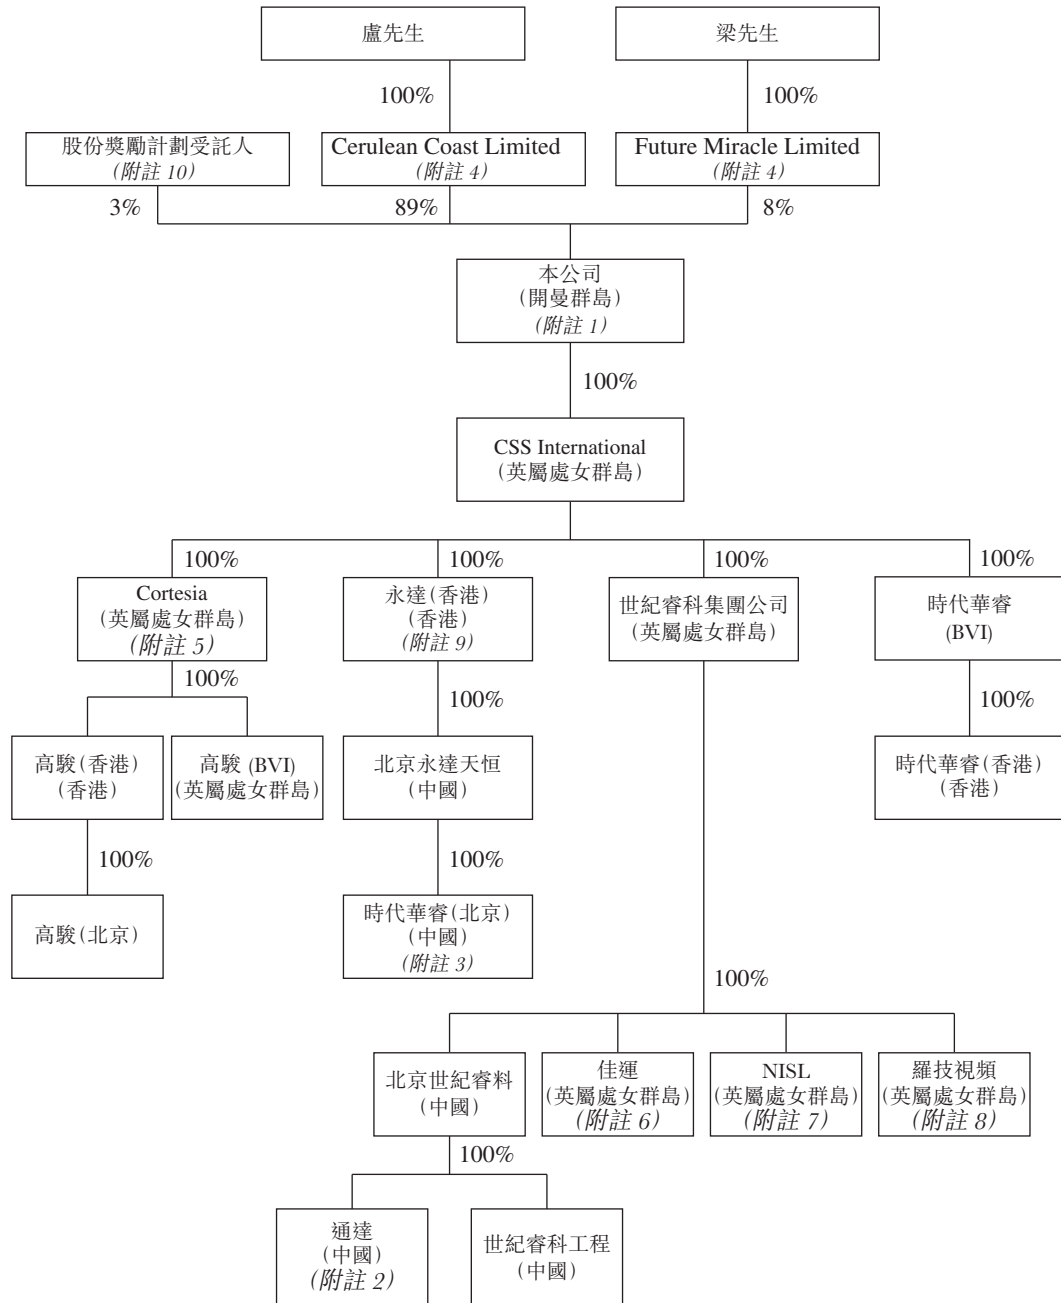 盧先生
梁先生
100%
100%
股份獎勵計劃受託人
(附註 10)
Cerulean Coast Limited
(附註 4)
Future Miracle Limited
(附註 4)
3%
89%
8%
本公司
(開曼群島)
(附註 1)
100%
CSS International
(英屬處女群島)
100%
100%
100%
100%
Cortesia
(英屬處女群島)
(附註 5)
永達(香港)
(香港)
(附註 9)
世紀睿科集團公司
(英屬處女群島)
時代華睿
(BVI)
100%
100%
100%
高駿(香港)
(香港)
高駿 (BVI)
(英屬處女群島)
北京永達天恒
(中國)
時代華睿(香港)
(香港)
100%
100%
高駿(北京)
時代華睿(北京)
(中國)
(附註 3)
100%
北京世紀睿科
(中國)
佳運
(英屬處女群島)
(附註 6)
NISL
(英屬處女群島)
(附註 7)
羅技視頻
(英屬處女群島)
(附註 8)
100%
通達
(中國)
(附註 2)
世紀睿科工程
(中國)